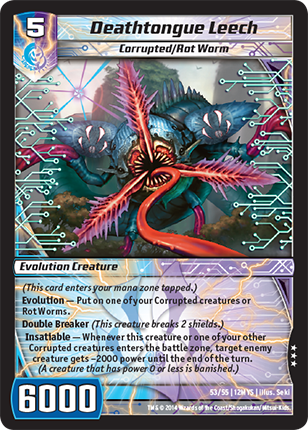 5
Deathtongue Leech
Corrupted/Rot Worm
Evolution Creature
(This card enters your mana zone tapped.)
Evolution — Put on one of your Corrupted creatures or
Rot Worms.
Double Breaker (This creature breaks 2 shields.)
Insatiable — Whenever this creature or one of your other
Corrupted creatures enters the battle zone, target enemy
creature gets -2000 power until the end of the turn.
(A creature that has power 0 or less is banished.)
6000
53/55 | 12MYS | Illus. Seki
TM & © 2014 Wizards of the Coast/Shogakukan/Mitsui-Kids.